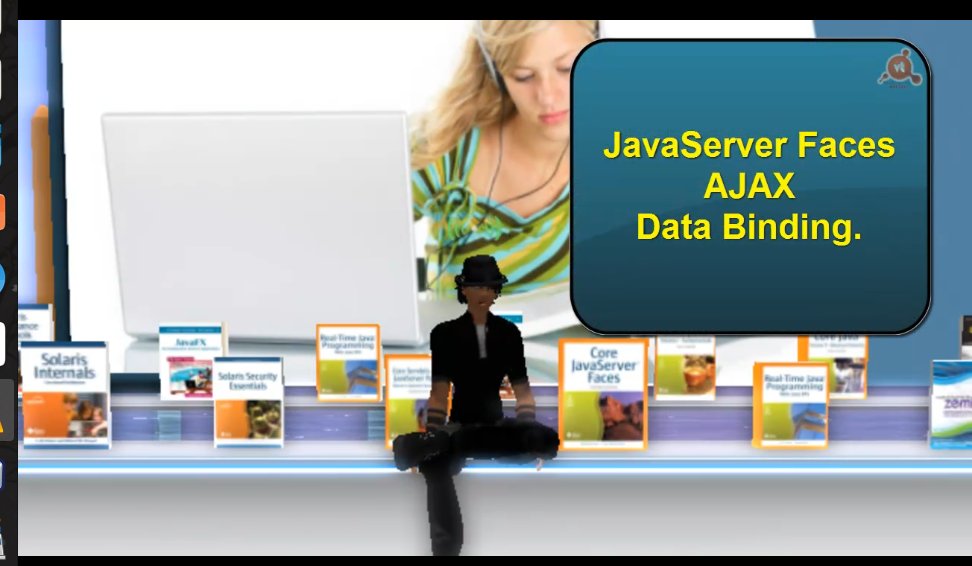 JavaServer Faces
AJAX
Data Binding.
Solaris
Internals
JavaFX
Solaris Security
Essentials
Real-Time Java
Programming
Core
JavaServer
Faces
Core Java
Real-Time Java
Programming